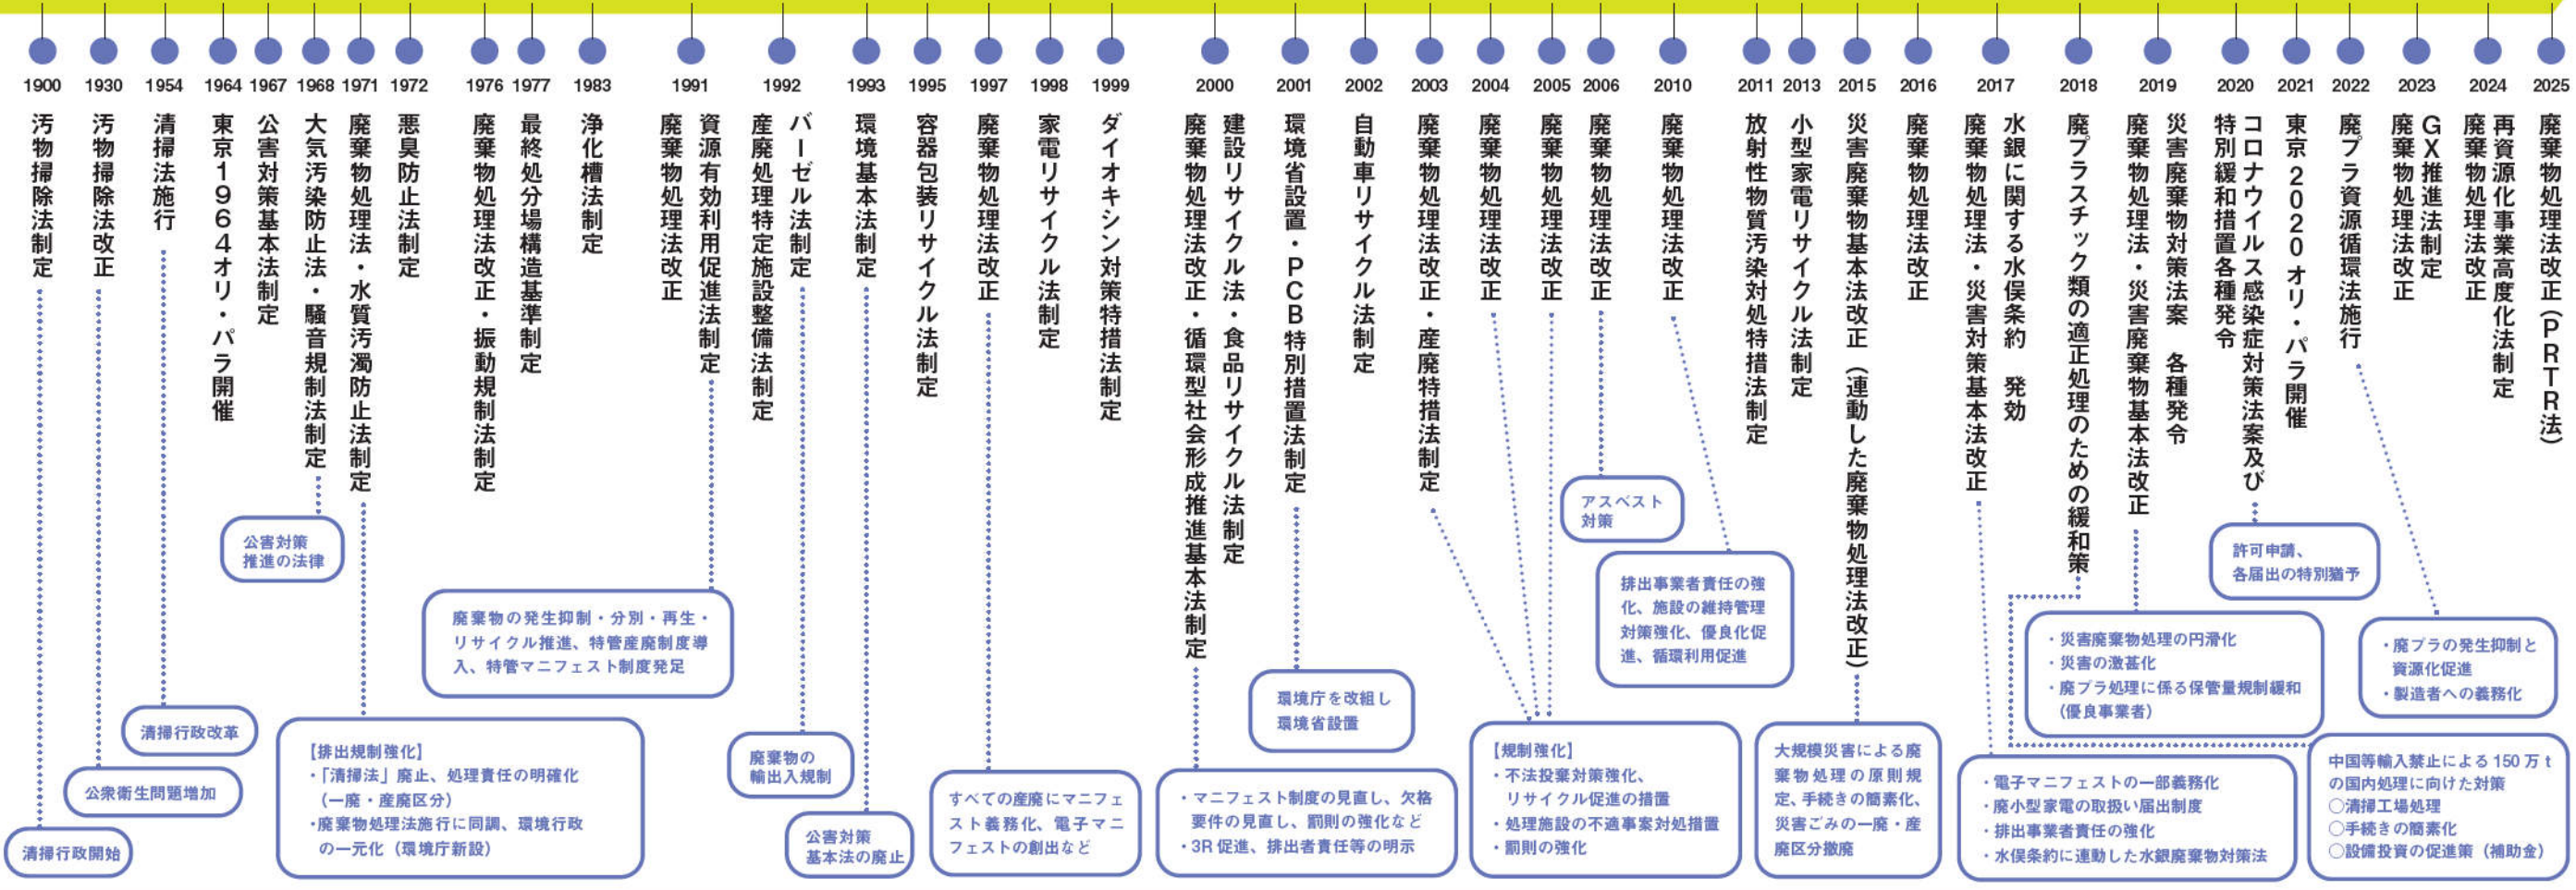 1900
汚物掃除法制定
清掃行政開始
1930
汚物掃除法改正
公衆衛生問題増加
1954
清掃法施行
清掃行政改革
1964
東京1964オリ・パラ開催
1967
公害対策基本法制定
1968
大気汚染防止法・騒音規制法制定
公害対策
推進の法律
1971
廃棄物処理法・水質汚濁防止法制定
【排出規制強化】
・「清掃法」廃止、処理責任の明確化
（一廃・産廃区分）
・廃棄物処理法施行に同調、環境行政
の一元化（環境庁新設）
1972
悪臭防止法制定
1976
廃棄物処理法改正・振動規制法制定
1977
最終処分場構造基準制定
1983
浄化槽法制定
1991
資源有効利用促進法制定
廃棄物処理法改正
廃棄物の発生抑制・分別・再生・
リサイクル推進、特管産廃制度導
入、特管マニフェスト制度発足
1992
バーゼル法制定
産廃処理特定施設整備法制定
廃棄物の
輸出入規制
1993
環境基本法制定
公害対策
基本法の廃止
1995
容器包装リサイクル法制定
1997
廃棄物処理法改正
すべての産廃にマニフェ
スト義務化、電子マニ
フェストの創出など
1998
家電リサイクル法制定
1999
ダイオキシン対策特措法制定
2000
建設リサイクル法・食品リサイクル法制定
廃棄物処理法改正・循環型社会形成推進基本法制定
・マニフェスト制度の見直し、欠格
要件の見直し、罰則の強化など
・3R 促進、排出者責任等の明示
2001
環境省設置・PCB特別措置法制定
環境庁を改組し
環境省設置
2002
自動車リサイクル法制定
2003
廃棄物処理法改正・産廃特措法制定
2004
廃棄物処理法改正
2005
廃棄物処理法改正
【規制強化】
・不法投棄対策強化、
リサイクル促進の措置
・処理施設の不適事案対処措置
・罰則の強化
2006
廃棄物処理法改正
アスベスト
対策
2010
廃棄物処理法改正
排出事業者責任の強
化、施設の維持管理
対策強化、優良化促
進、循環利用促進
2011
放射性物質汚染対処特措法制定
2013
小型家電リサイクル法制定
2015
災害廃棄物基本法改正（連動した廃棄物処理法改正）
大規模災害による廃
棄物処理の原則規
定、手続きの簡素化、
災害ごみの一廃・産
廃区分撤廃
2016
廃棄物処理法改正
2017
水銀に関する水俣条約　発効
廃棄物処理法・災害対策基本法改正
・電子マニフェストの一部義務化
・廃小型家電の取扱い届出制度
・排出事業者責任の強化
・水俣条約に連動した水銀廃棄物対策法
2018
廃プラスチック類の適正処理のための緩和策
中国等輸入禁止による 150 万 t
の国内処理に向けた対策
○清掃工場処理
○手続きの簡素化
○設備投資の促進策（補助金）
2019
災害廃棄物対策法案　各種発令
廃棄物処理法・災害廃棄物基本法改正
・災害廃棄物処理の円滑化
・災害の激甚化
・廃プラ処理に係る保管量規制緩和
（優良事業者）
2020
コロナウイルス感染症対策法案及び
特別緩和措置各種発令
許可申請、
各届出の特別猶予
2021
東京2020オリ・パラ開催
2022
廃プラ資源循環法施行
・廃プラの発生抑制と
資源化促進
・製造者への義務化
2023
GX推進法制定
廃棄物処理法改正
2024
再資源化事業高度化法制定
廃棄物処理法改正
2025
廃棄物処理法改正（PRTR法）